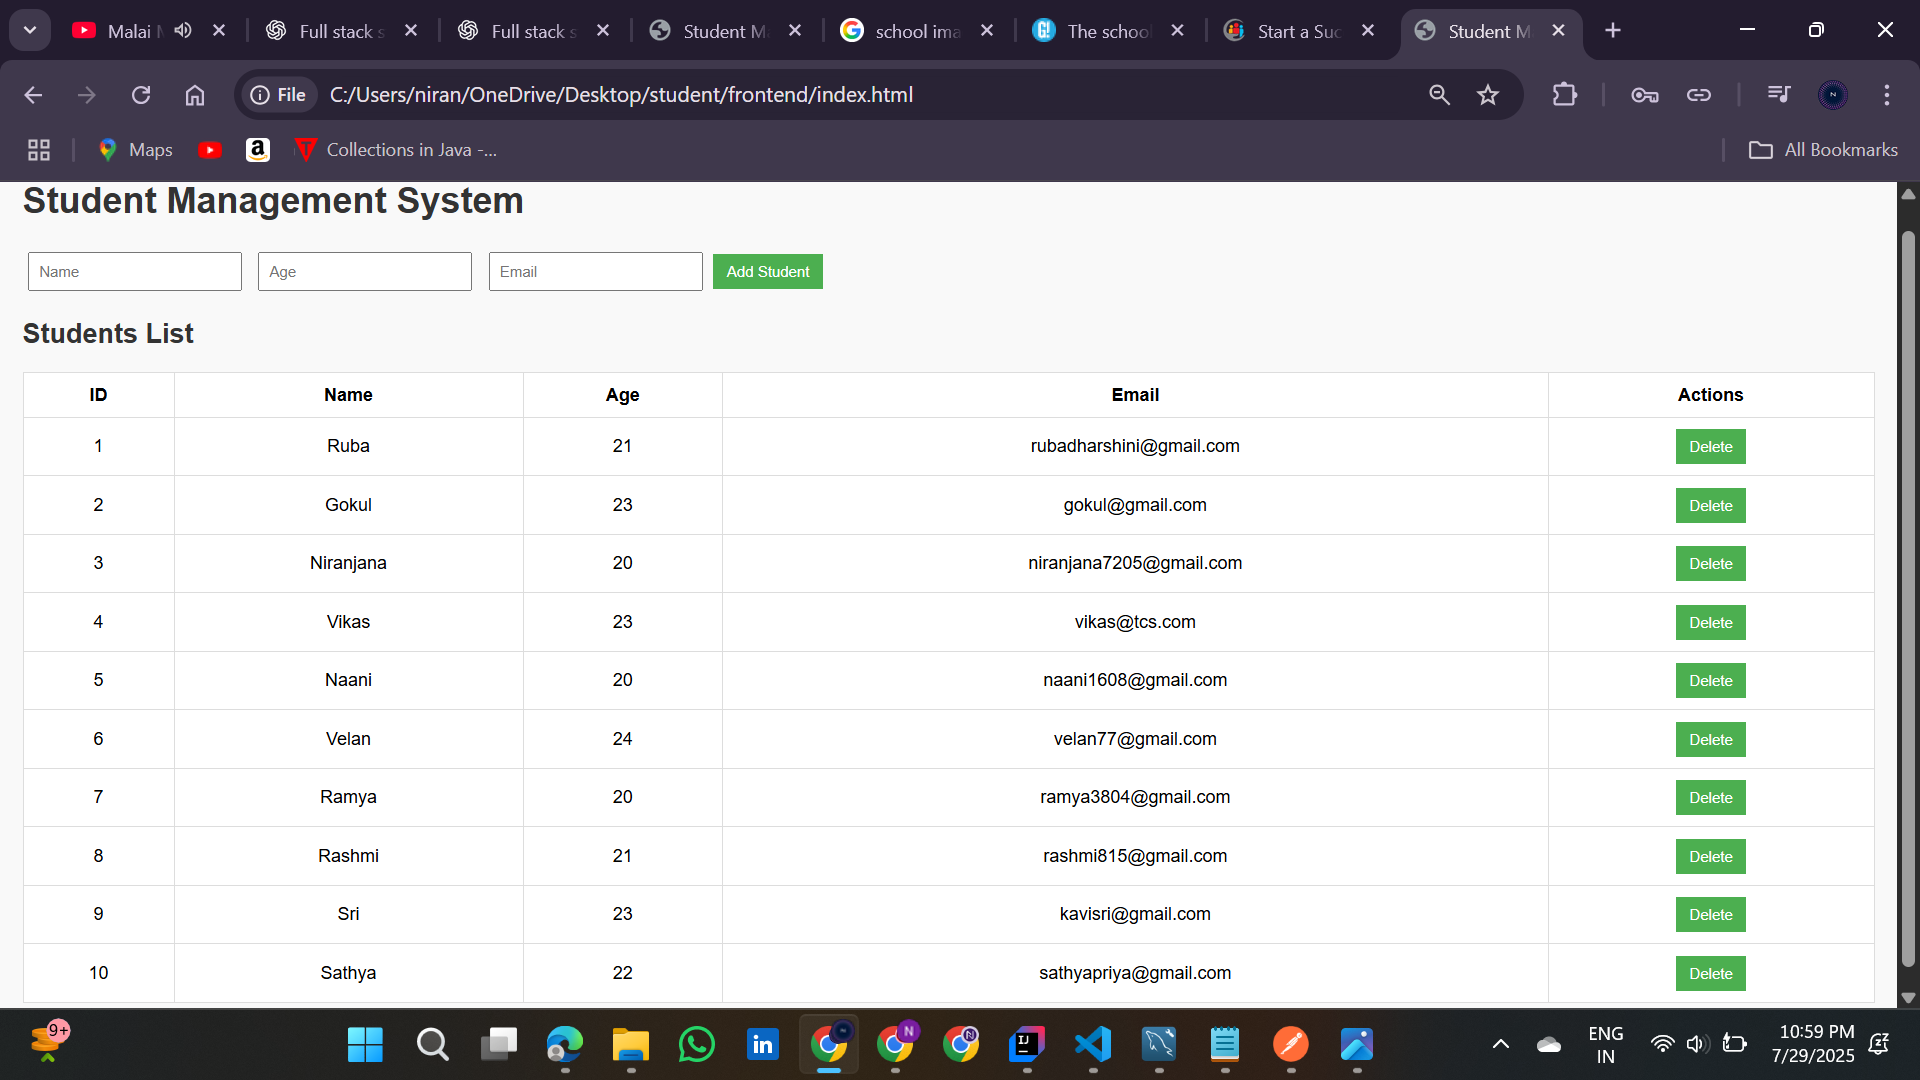 Malai
Full stack s
Full stack s
Student M
school ima
The school
Start a Suc
Student M
File
C:/Users/niran/OneDrive/Desktop/student/frontend/index.html
Maps
Collections in Java -...
All Bookmarks
Student Management System
Name
Age
Email
Add Student
Students List
ID Name Age Email Actions
1 Ruba 21 rubadharshini@gmail.com Delete
2 Gokul 23 gokul@gmail.com Delete
3 Niranjana 20 niranjana7205@gmail.com Delete
4 Vikas 23 vikas@tcs.com Delete
5 Naani 20 naani1608@gmail.com Delete
6 Velan 24 velan77@gmail.com Delete
7 Ramya 20 ramya3804@gmail.com Delete
8 Rashmi 21 rashmi815@gmail.com Delete
9 Sri 23 kavisri@gmail.com Delete
10 Sathya 22 sathyapriya@gmail.com Delete
9+
ENG
IN
10:59 PM
7/29/2025